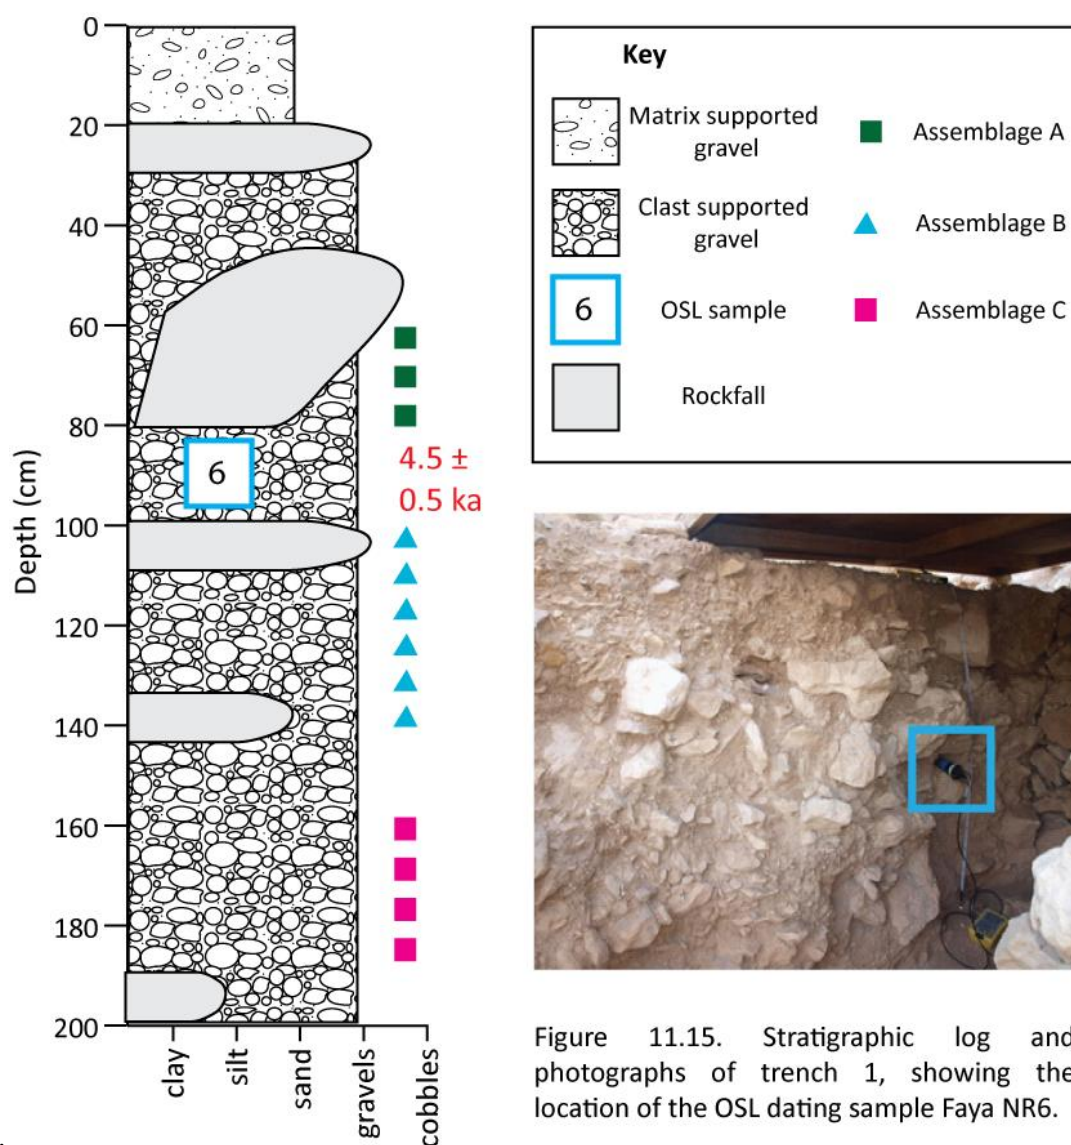 0
20
40
60
80
100
120
140
160
180
200
Depth (cm)
clay
silt
sand
gravels
cobbles
6
4.5 ±
0.5 ka
Key
Matrix supported
gravel
Assemblage A
Clast supported
gravel
Assemblage B
6
OSL sample
Assemblage C
Rockfall
Figure 11.15. Stratigraphic log and
photographs of trench 1, showing the
location of the OSL dating sample Faya NR6.